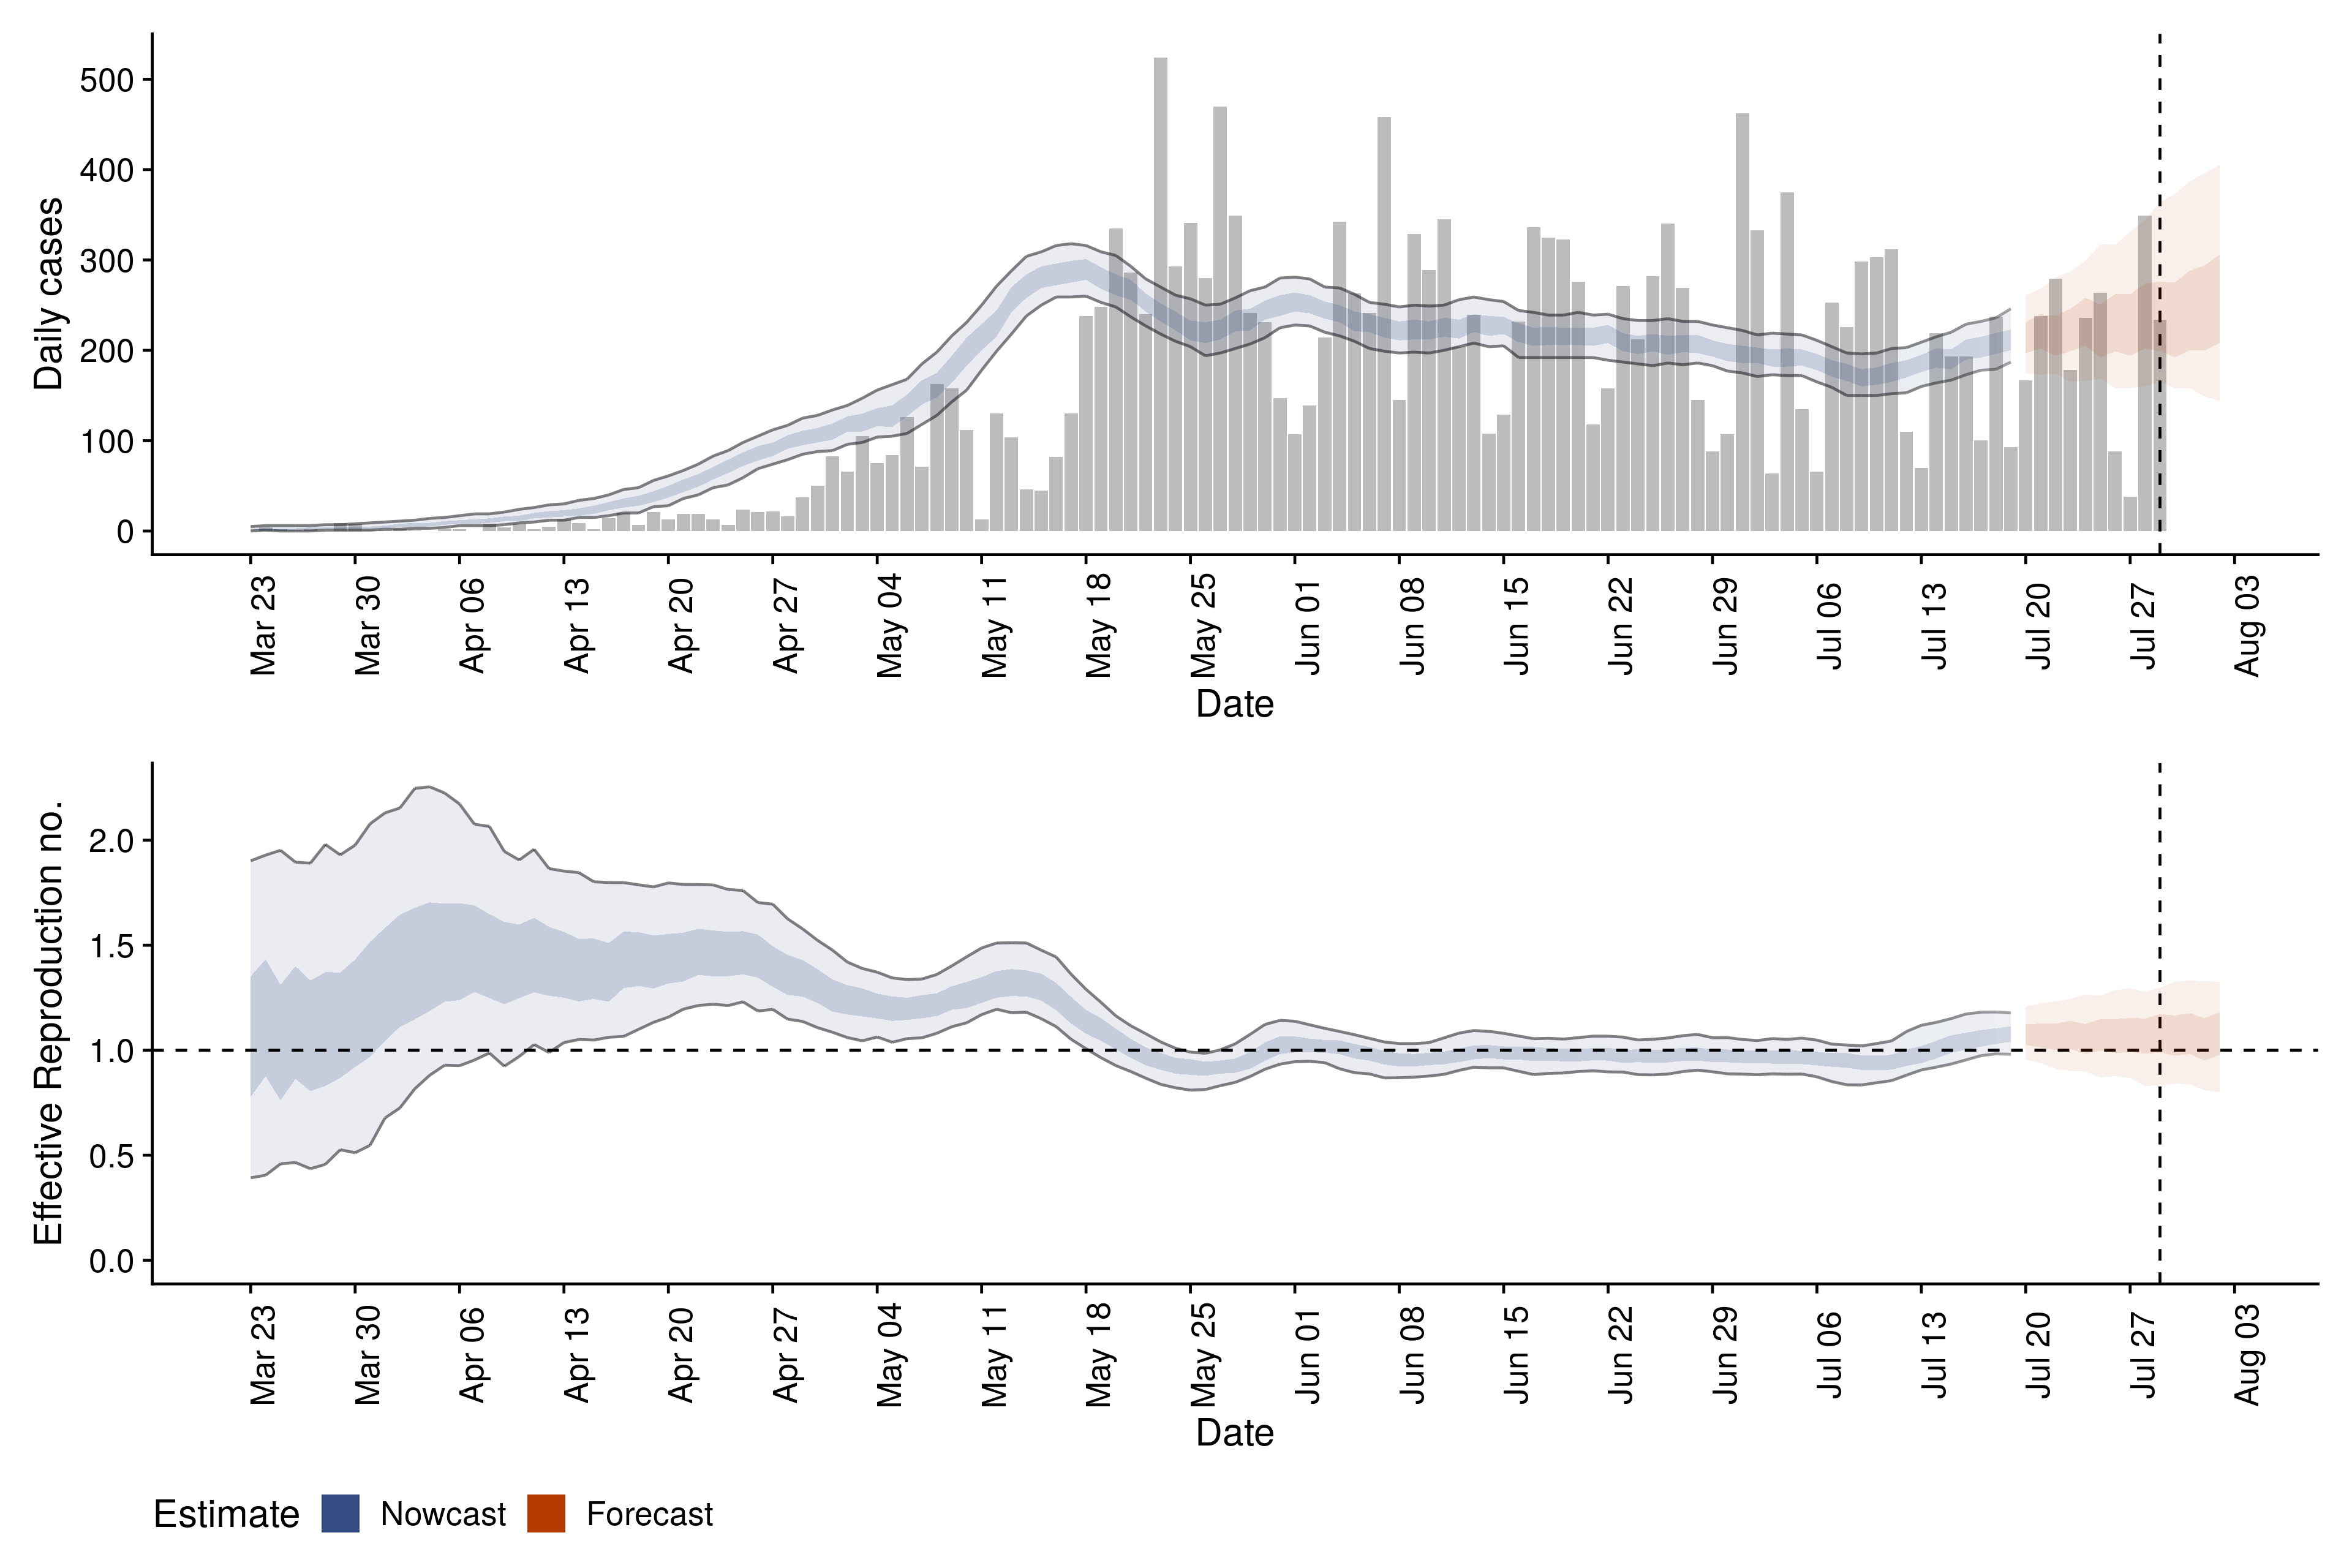 Daily cases
500
400
300
200
100
0
Mar 23
Mar 30
Apr 06
Apr 13
Apr 20
Apr 27
May 04
May 11
May 18
May 25
Jun 01
Jun 08
Jun 15
Jun 22
Jun 29
Jul 06
Jul 13
Jul 20
Jul 27
Aug 03
Date
Effective Reproduction no.
2.0
1.5
1.0
0.5
0.0
Mar 23
Mar 30
Apr 06
Apr 13
Apr 20
Apr 27
May 04
May 11
May 18
May 25
Jun 01
Jun 08
Jun 15
Jun 22
Jun 29
Jul 06
Jul 13
Jul 20
Jul 27
Aug 03
Date
Estimate Nowcast Forecast